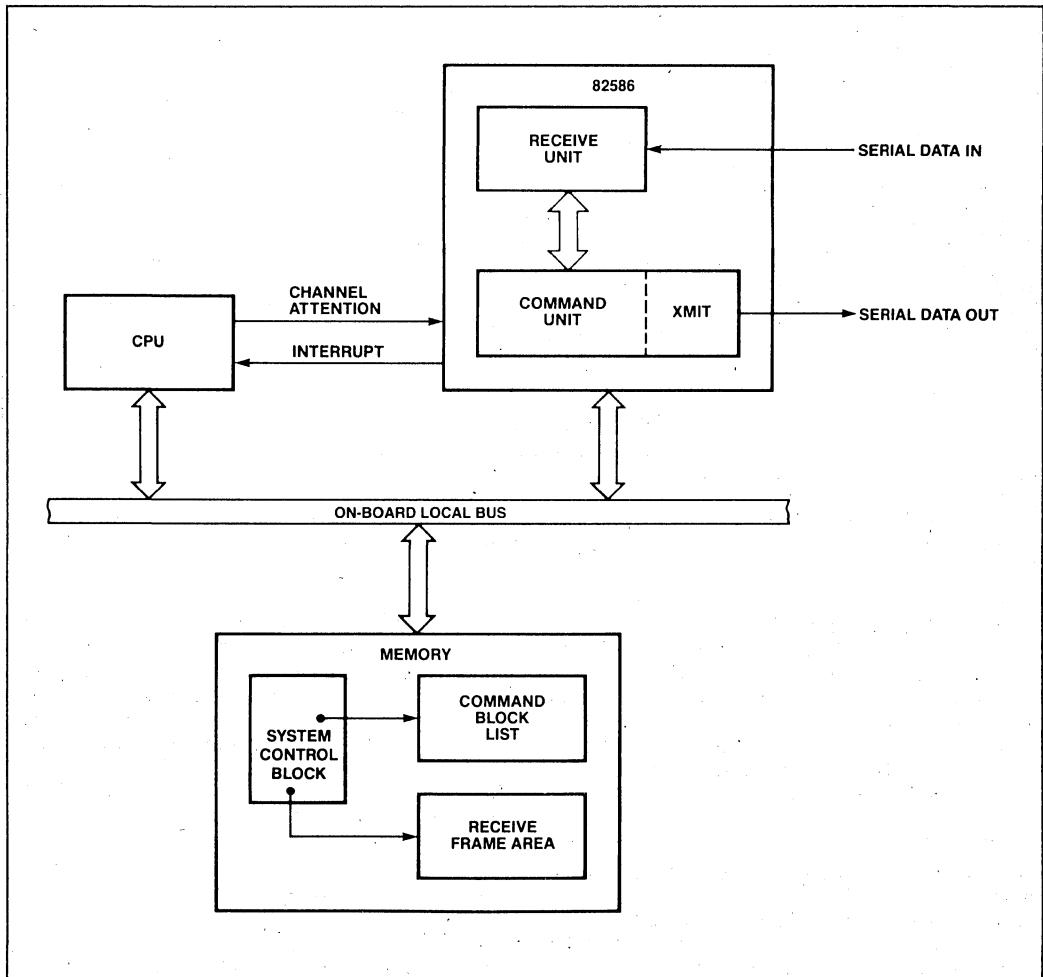 82586
RECEIVE
UNIT
SERIAL DATA IN
CHANNEL
ATTENTION
COMMAND
UNIT
XMIT
SERIAL DATA OUT
CPU
INTERRUPT
ON-BOARD LOCAL BUS
MEMORY
SYSTEM
CONTROL
BLOCK
COMMAND
BLOCK
LIST
RECEIVE
FRAME AREA